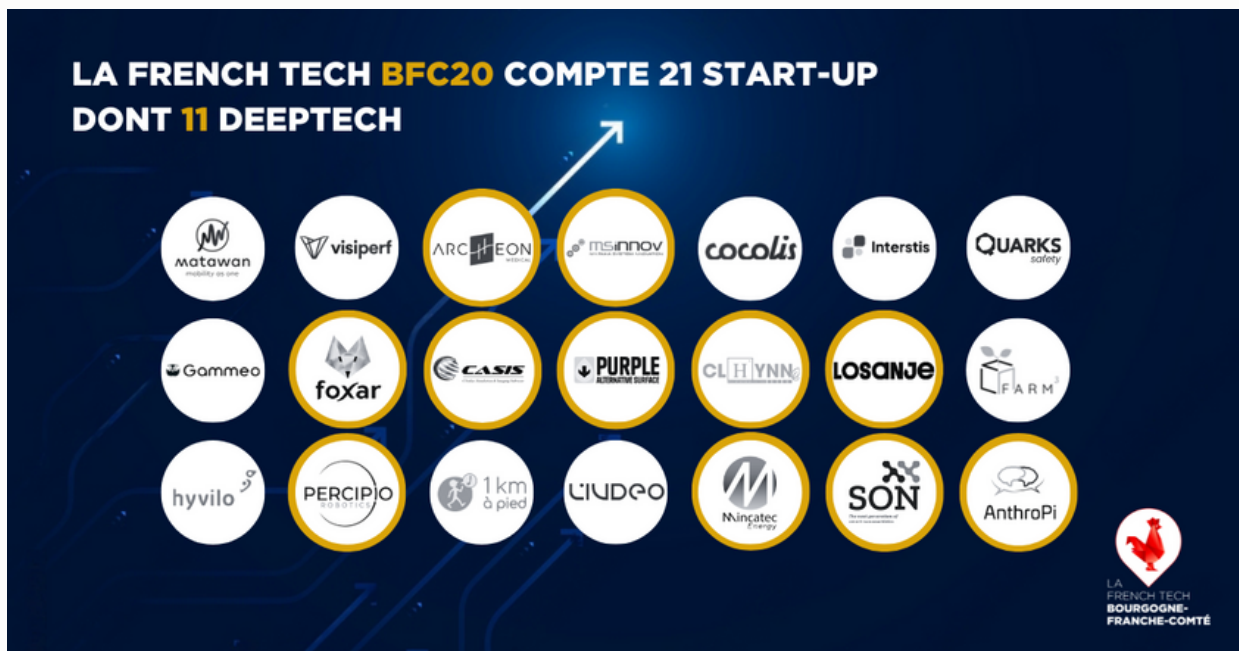 LA FRENCH TECH BFC20 COMPTE 21 START-UP
DONT 11 DEEPTECH
matawan
mobility as one
visiperf
ARCHEON
MEDICAL
msinnov
cocolis
Interstis
QUARKS
safety
Gammeo
foxar
CASIS
PURPLE
ALTERNATIVE SURFACE
CLHYNN
LOSANJE
FARM3
hyvilo
PERCIPIO
ROBOTICS
1 km
à pied
LIVDEO
Mincatec
Energy
SON
AnthroPi
LA
FRENCH TECH
BOURGOGNE-
FRANCHE-COMTÉ